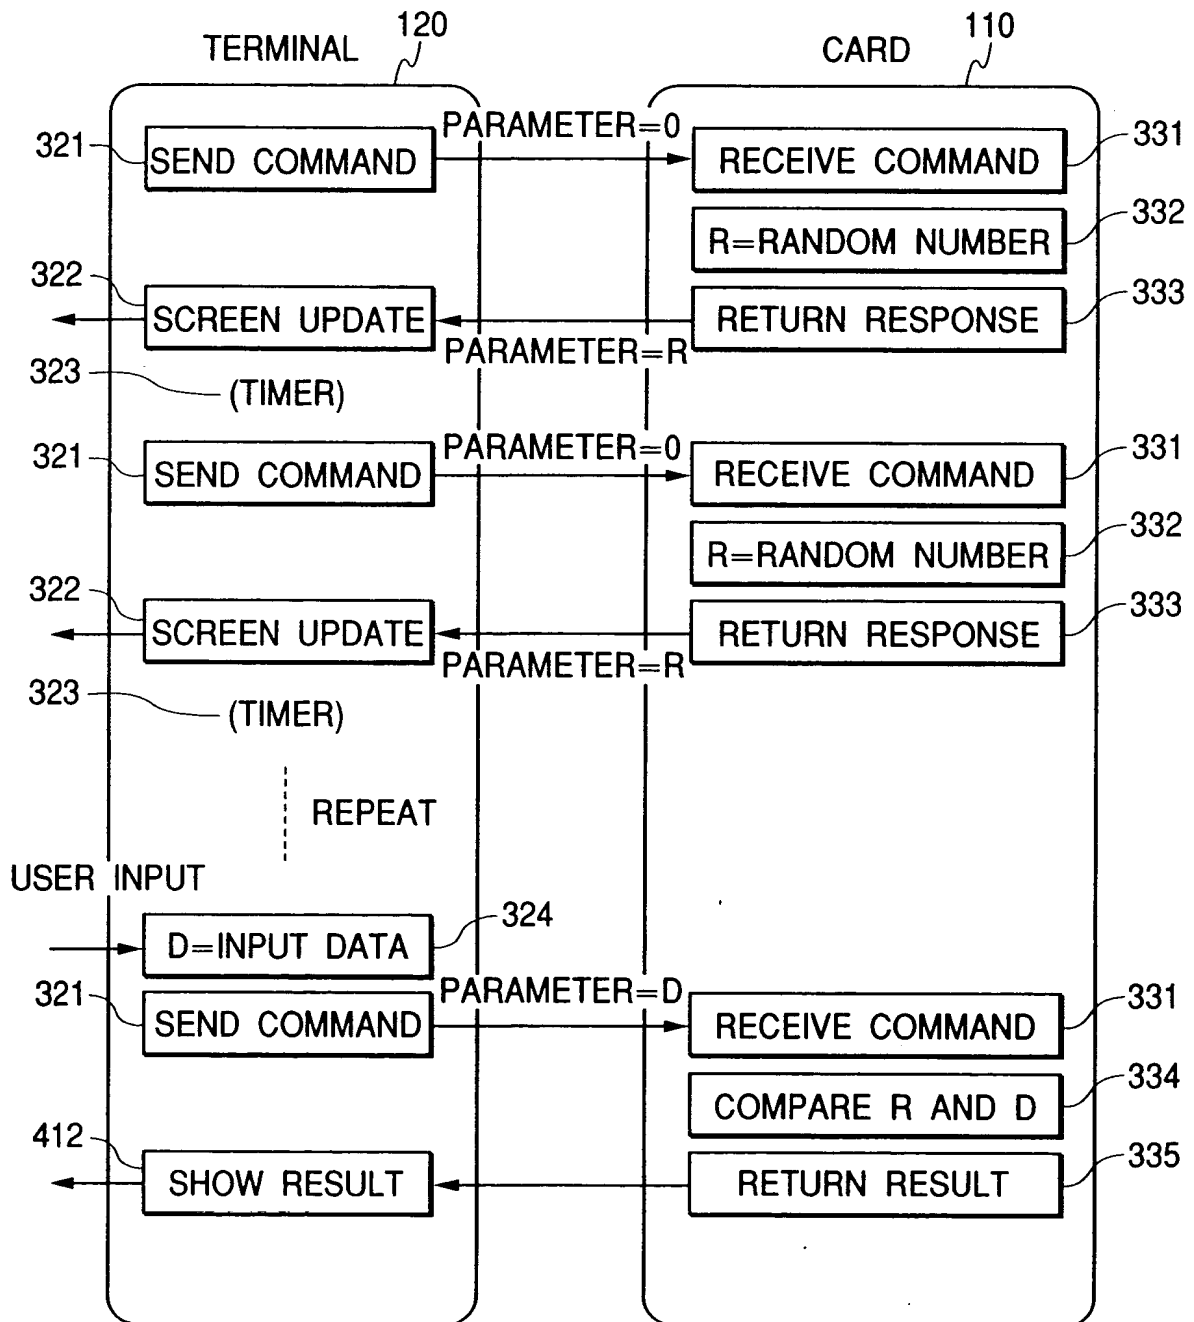 120
110
TERMINAL
CARD
PARAMETER=0
321
SEND COMMAND
RECEIVE COMMAND
331
R=RANDOM NUMBER
332
322
SCREEN UPDATE
RETURN RESPONSE
333
PARAMETER=R
323
(TIMER)
PARAMETER=0
321
SEND COMMAND
RECEIVE COMMAND
331
R=RANDOM NUMBER
332
322
SCREEN UPDATE
RETURN RESPONSE
333
PARAMETER=R
323
(TIMER)
REPEAT
USER INPUT
D=INPUT DATA
324
PARAMETER=D
321
SEND COMMAND
RECEIVE COMMAND
331
COMPARE R AND D
334
412
SHOW RESULT
RETURN RESULT
335